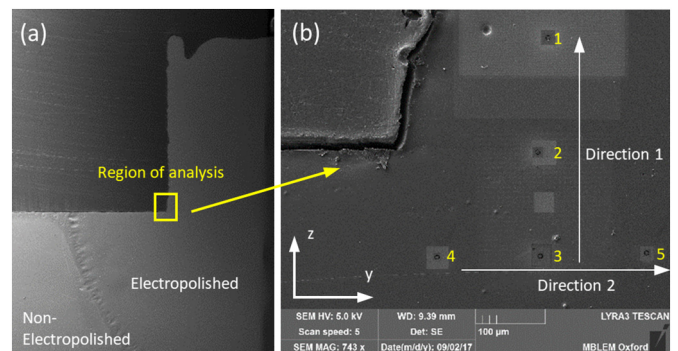 (a)
Region of analysis
Electropolished
Non-
Electropolished
(b)
1
2
Direction 1
z
4
3
5
y
Direction 2
SEM HV: 5.0 kV
WD: 9.39 mm
LYRA3 TESCAN
Scan speed: 5
Det: SE
100 µm
SEM MAG: 743 x
Date(m/d/y): 09/02/17
MBLEM Oxford